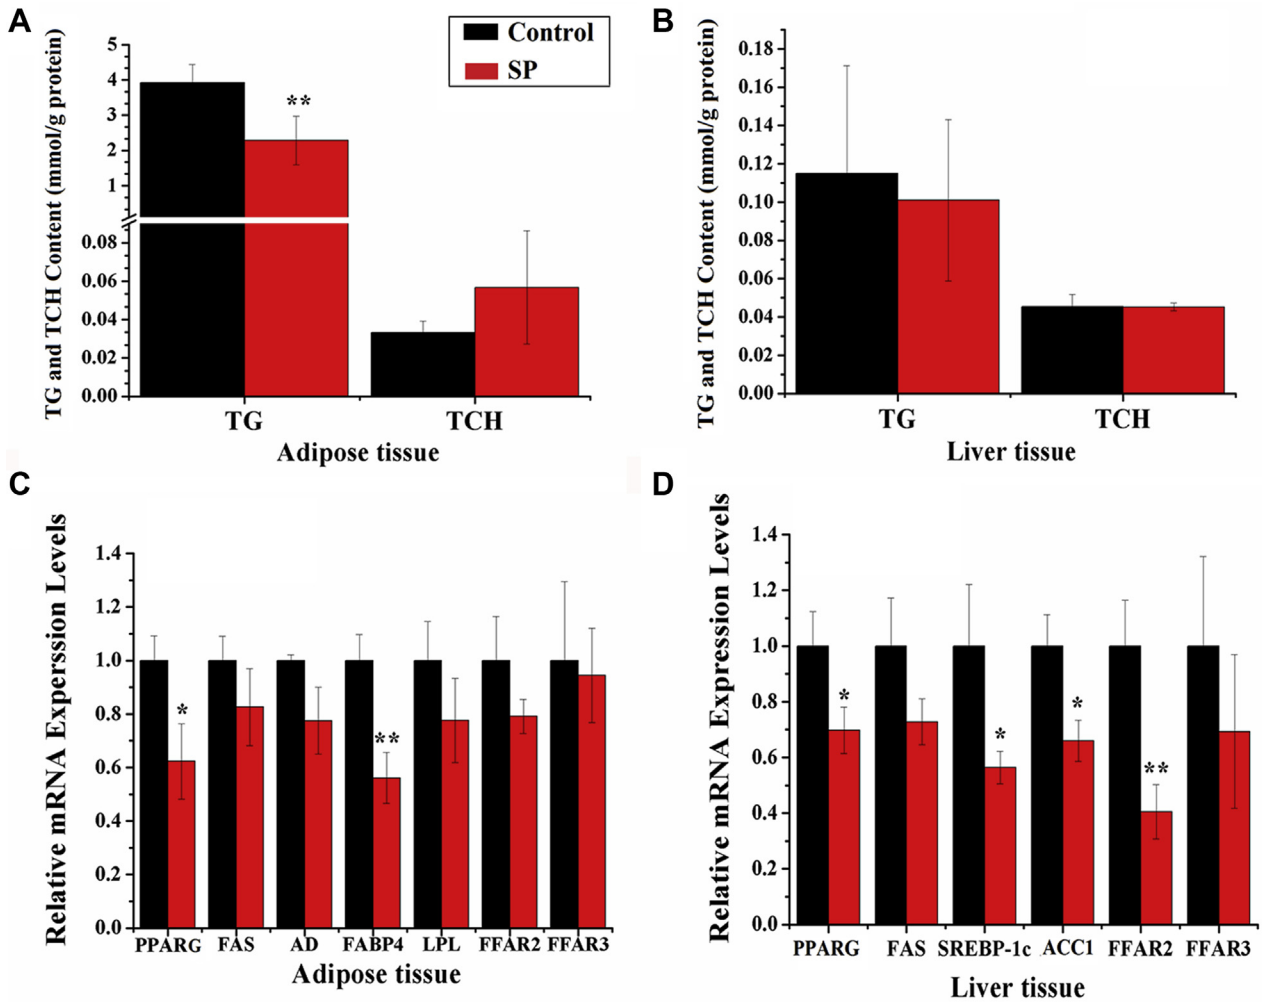 A
TG and TCH Content (mmol/g protein)
5
4
3
2
1
0.08
0.06
0.04
0.02
0.00
**
Control
SP
TG TCH
Adipose tissue
B
TG and TCH Content (mmol/g protein)
0.18
0.16
0.14
0.12
0.10
0.08
0.06
0.04
0.02
0.00
TG TCH
Liver tissue
C
Relative mRNA Experssion Levels
1.4
1.2
1.0
0.8
0.6
0.4
0.2
0.0
*
**
PPARG FAS AD FABP4 LPL FFAR2 FFAR3
Adipose tissue
D
Relative mRNA Expression Levels
1.4
1.2
1.0
0.8
0.6
0.4
0.2
0.0
*
*
*
**
PPARG FAS SREBP-1c ACC1 FFAR2 FFAR3
Liver tissue